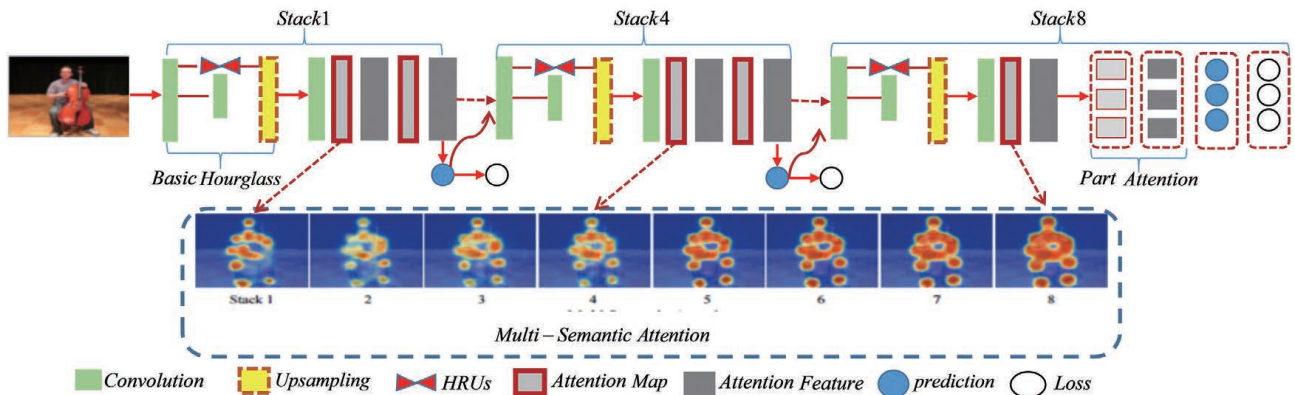 Stack1
Stack4
Stack8
Basic Hourglass
Part Attention
Stack 1 2 3 4 5 6 7 8
Multi – Semantic Attention
Convolution Upsampling HRUs Attention Map Attention Feature prediction Loss